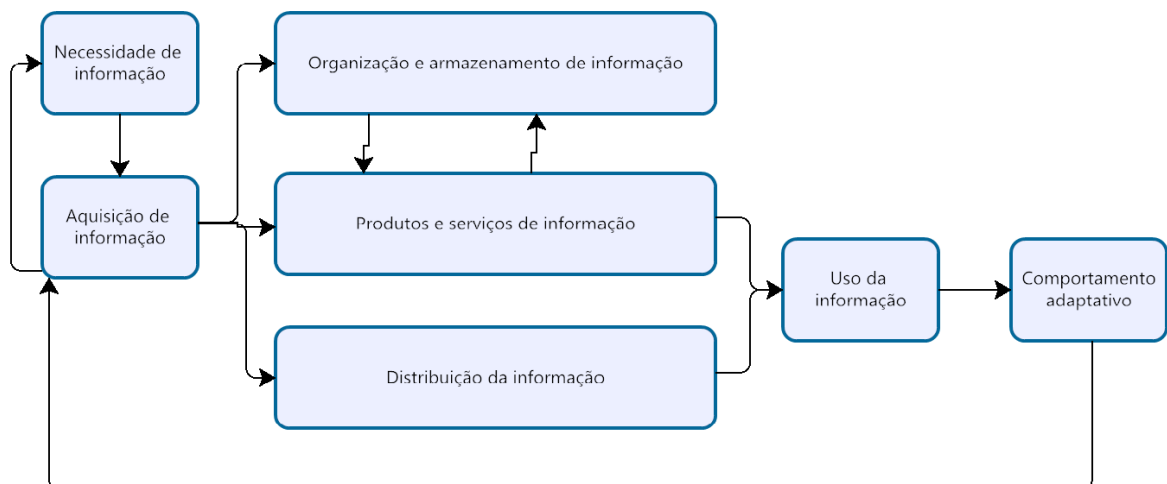 Necessidade de
informação
Organização e armazenamento de informação
Aquisição de
informação
Produtos e serviços de informação
Uso da
informação
Comportamento
adaptativo
Distribuição da informação